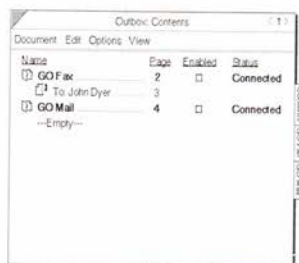 Outbox: Contents < 1 >
Document Edit Options View
Name Page Enabled Status
GO Fax 2 Connected
To: John Dyer 3
GO Mail 4 Connected
---Empty---